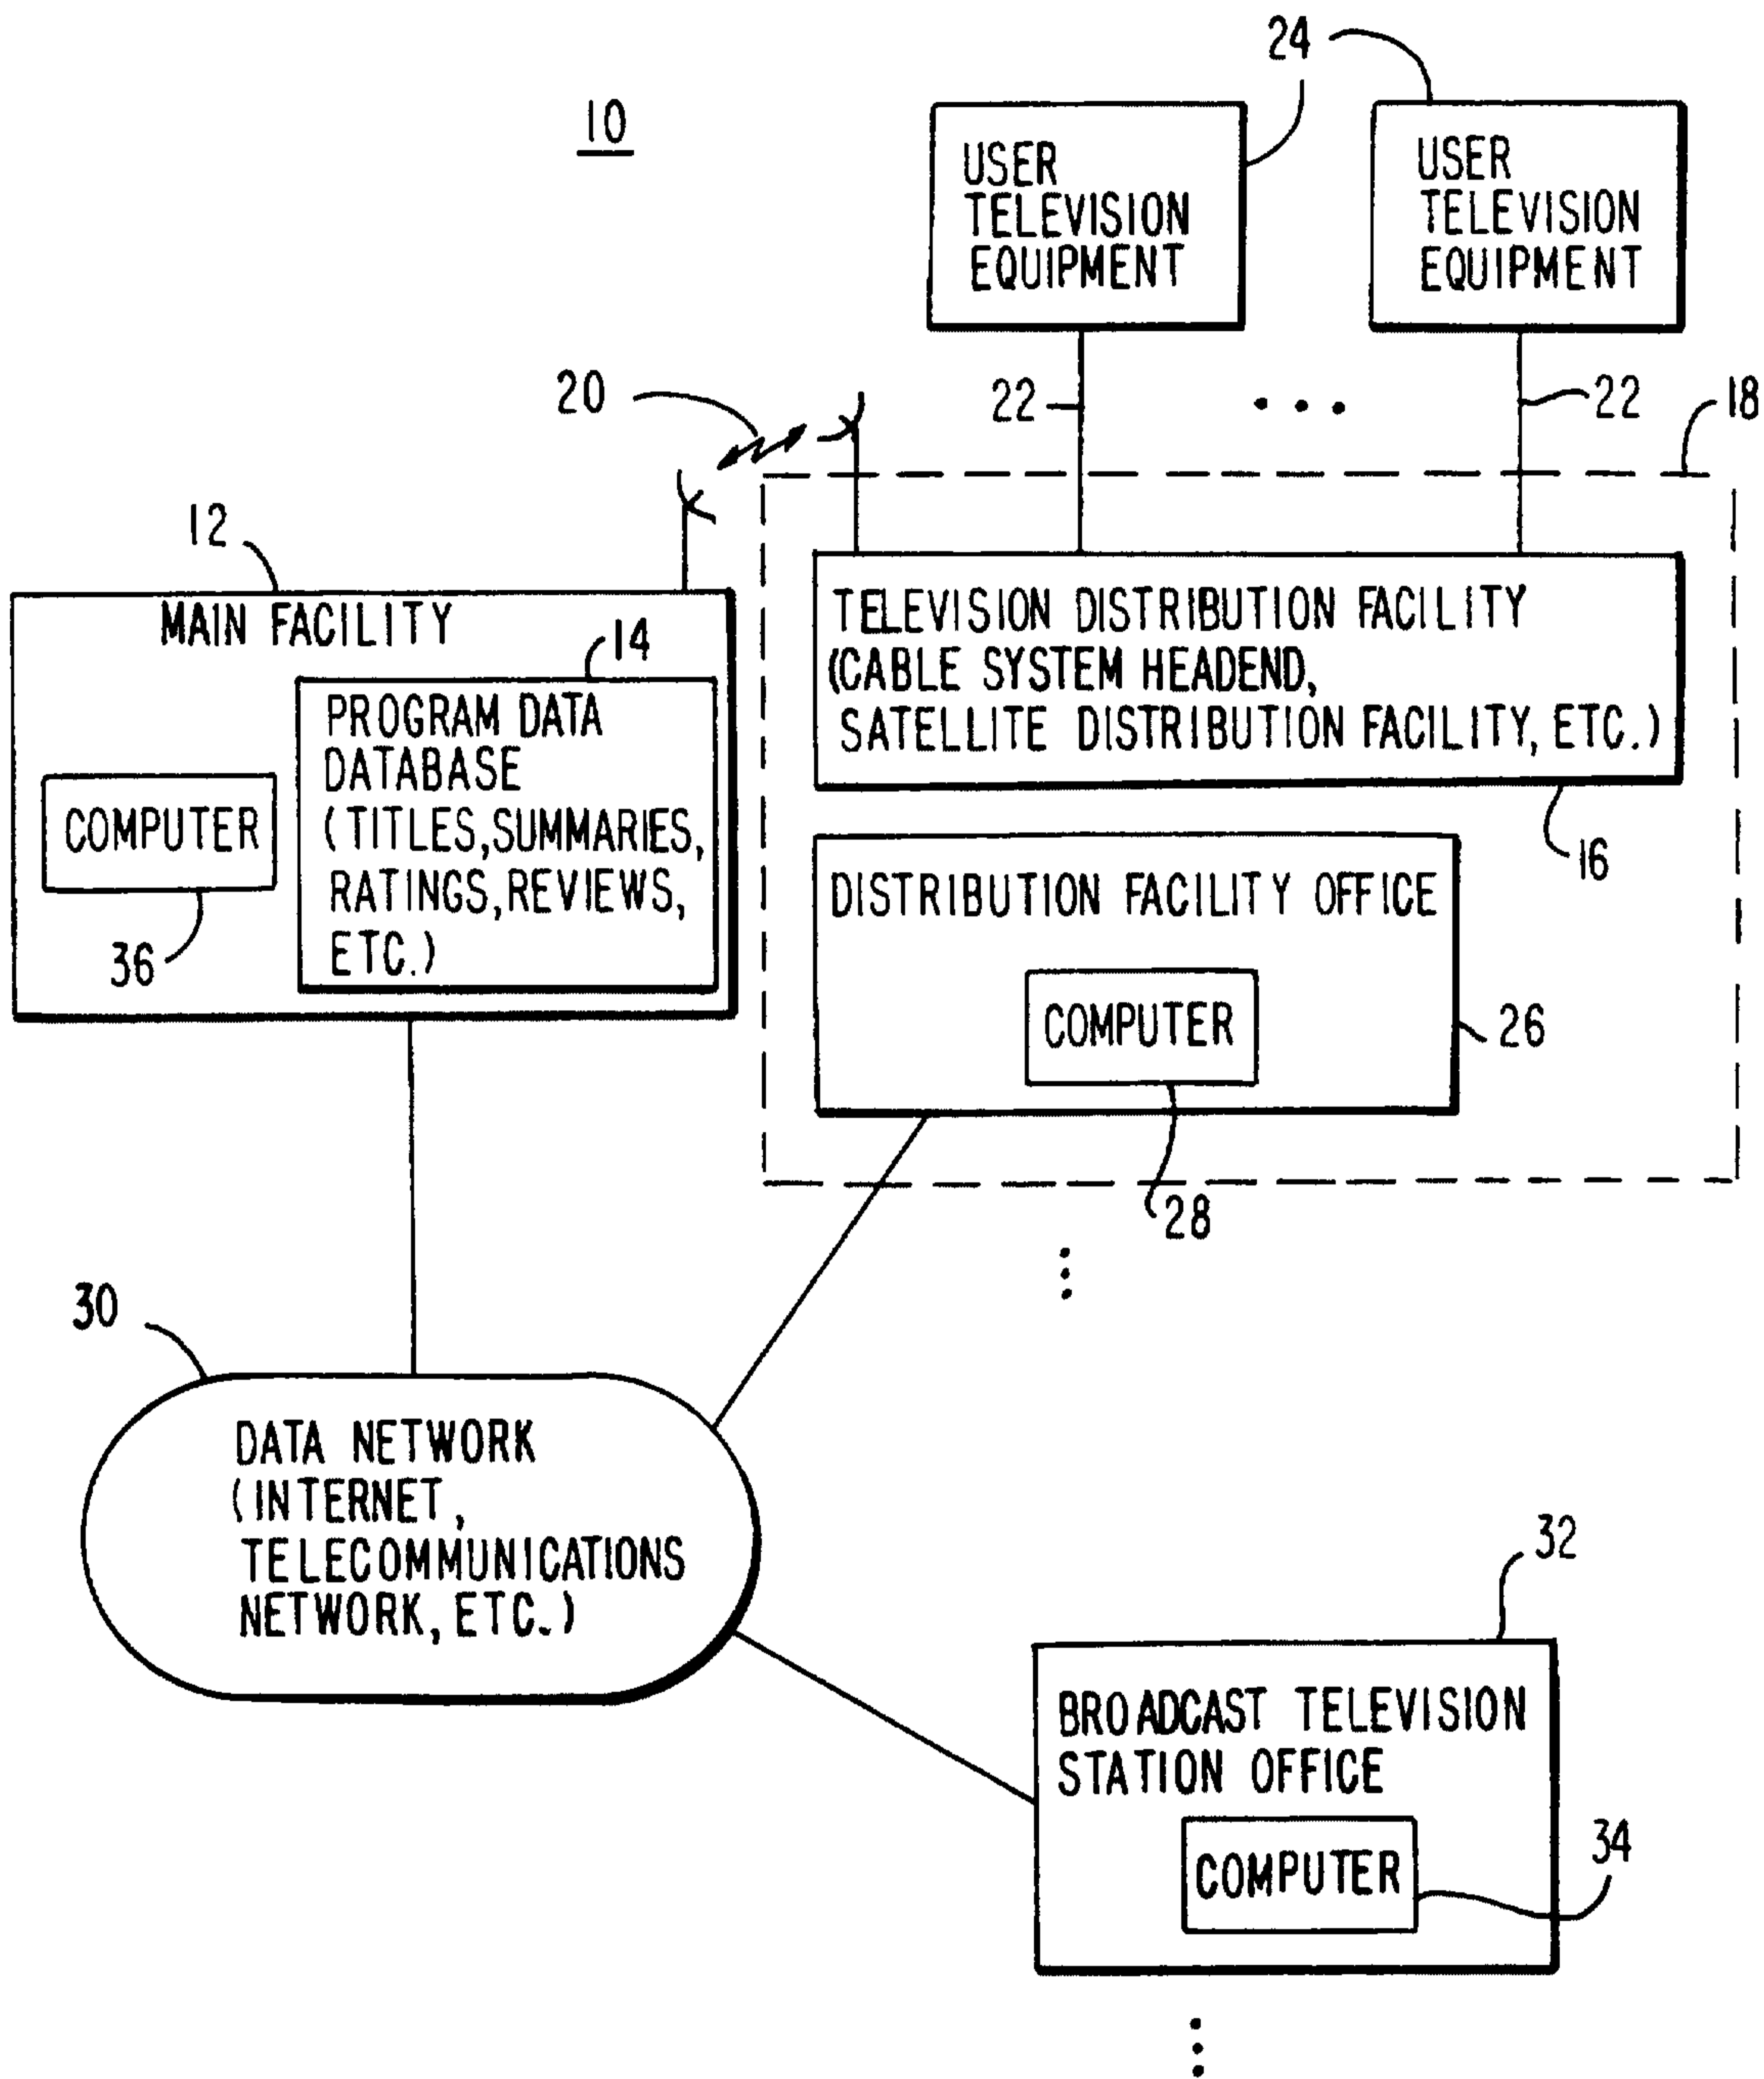 24
10
USER
TELEVISION
EQUIPMENT
USER
TELEVISION
EQUIPMENT
20
22
22
18
12
MAIN FACILITY
14
PROGRAM DATA
DATABASE
(TITLES, SUMMARIES,
RATINGS, REVIEWS,
ETC.)
COMPUTER
36
TELEVISION DISTRIBUTION FACILITY
(CABLE SYSTEM HEADEND,
SATELLITE DISTRIBUTION FACILITY, ETC.)
16
DISTRIBUTION FACILITY OFFICE
COMPUTER
26
28
30
DATA NETWORK
(INTERNET,
TELECOMMUNICATIONS
NETWORK, ETC.)
32
BROADCAST TELEVISION
STATION OFFICE
COMPUTER
34